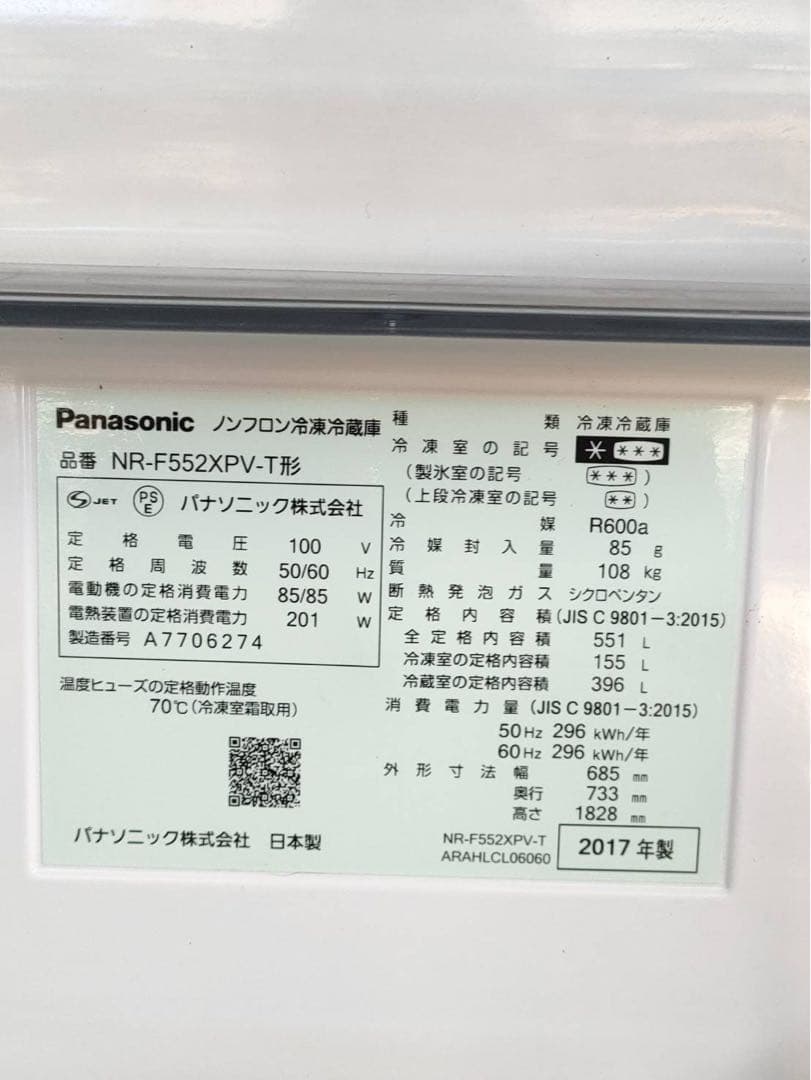 Panasonic ノンフロン冷凍冷蔵庫
品番 NR-F552XPV-T形
S JET PS E パナソニック株式会社
定格電圧 100 V
定格周波数 50/60 Hz
電動機の定格消費電力 85/85 W
電熱装置の定格消費電力 201 W
製造番号 A7706274
温度ヒューズの定格動作温度
70℃(冷凍室霜取用)
パナソニック株式会社 日本製
種類 冷凍冷蔵庫
冷凍室の記号 * ***
(製氷室の記号 ***)
(上段冷凍室の記号 **)
冷媒 R600a
冷媒封入量 85 g
質量 108 kg
断熱発泡ガス シクロペンタン
定格内容積 (JIS C 9801-3:2015)
全定格内容積 551 L
冷凍室の定格内容積 155 L
冷蔵室の定格内容積 396 L
消費電力量 (JIS C 9801-3:2015)
50Hz 296 kWh/年
60Hz 296 kWh/年
外形寸法 幅 685 mm
奥行 733 mm
高さ 1828 mm
NR-F552XPV-T
ARAHLCL06060
2017年製